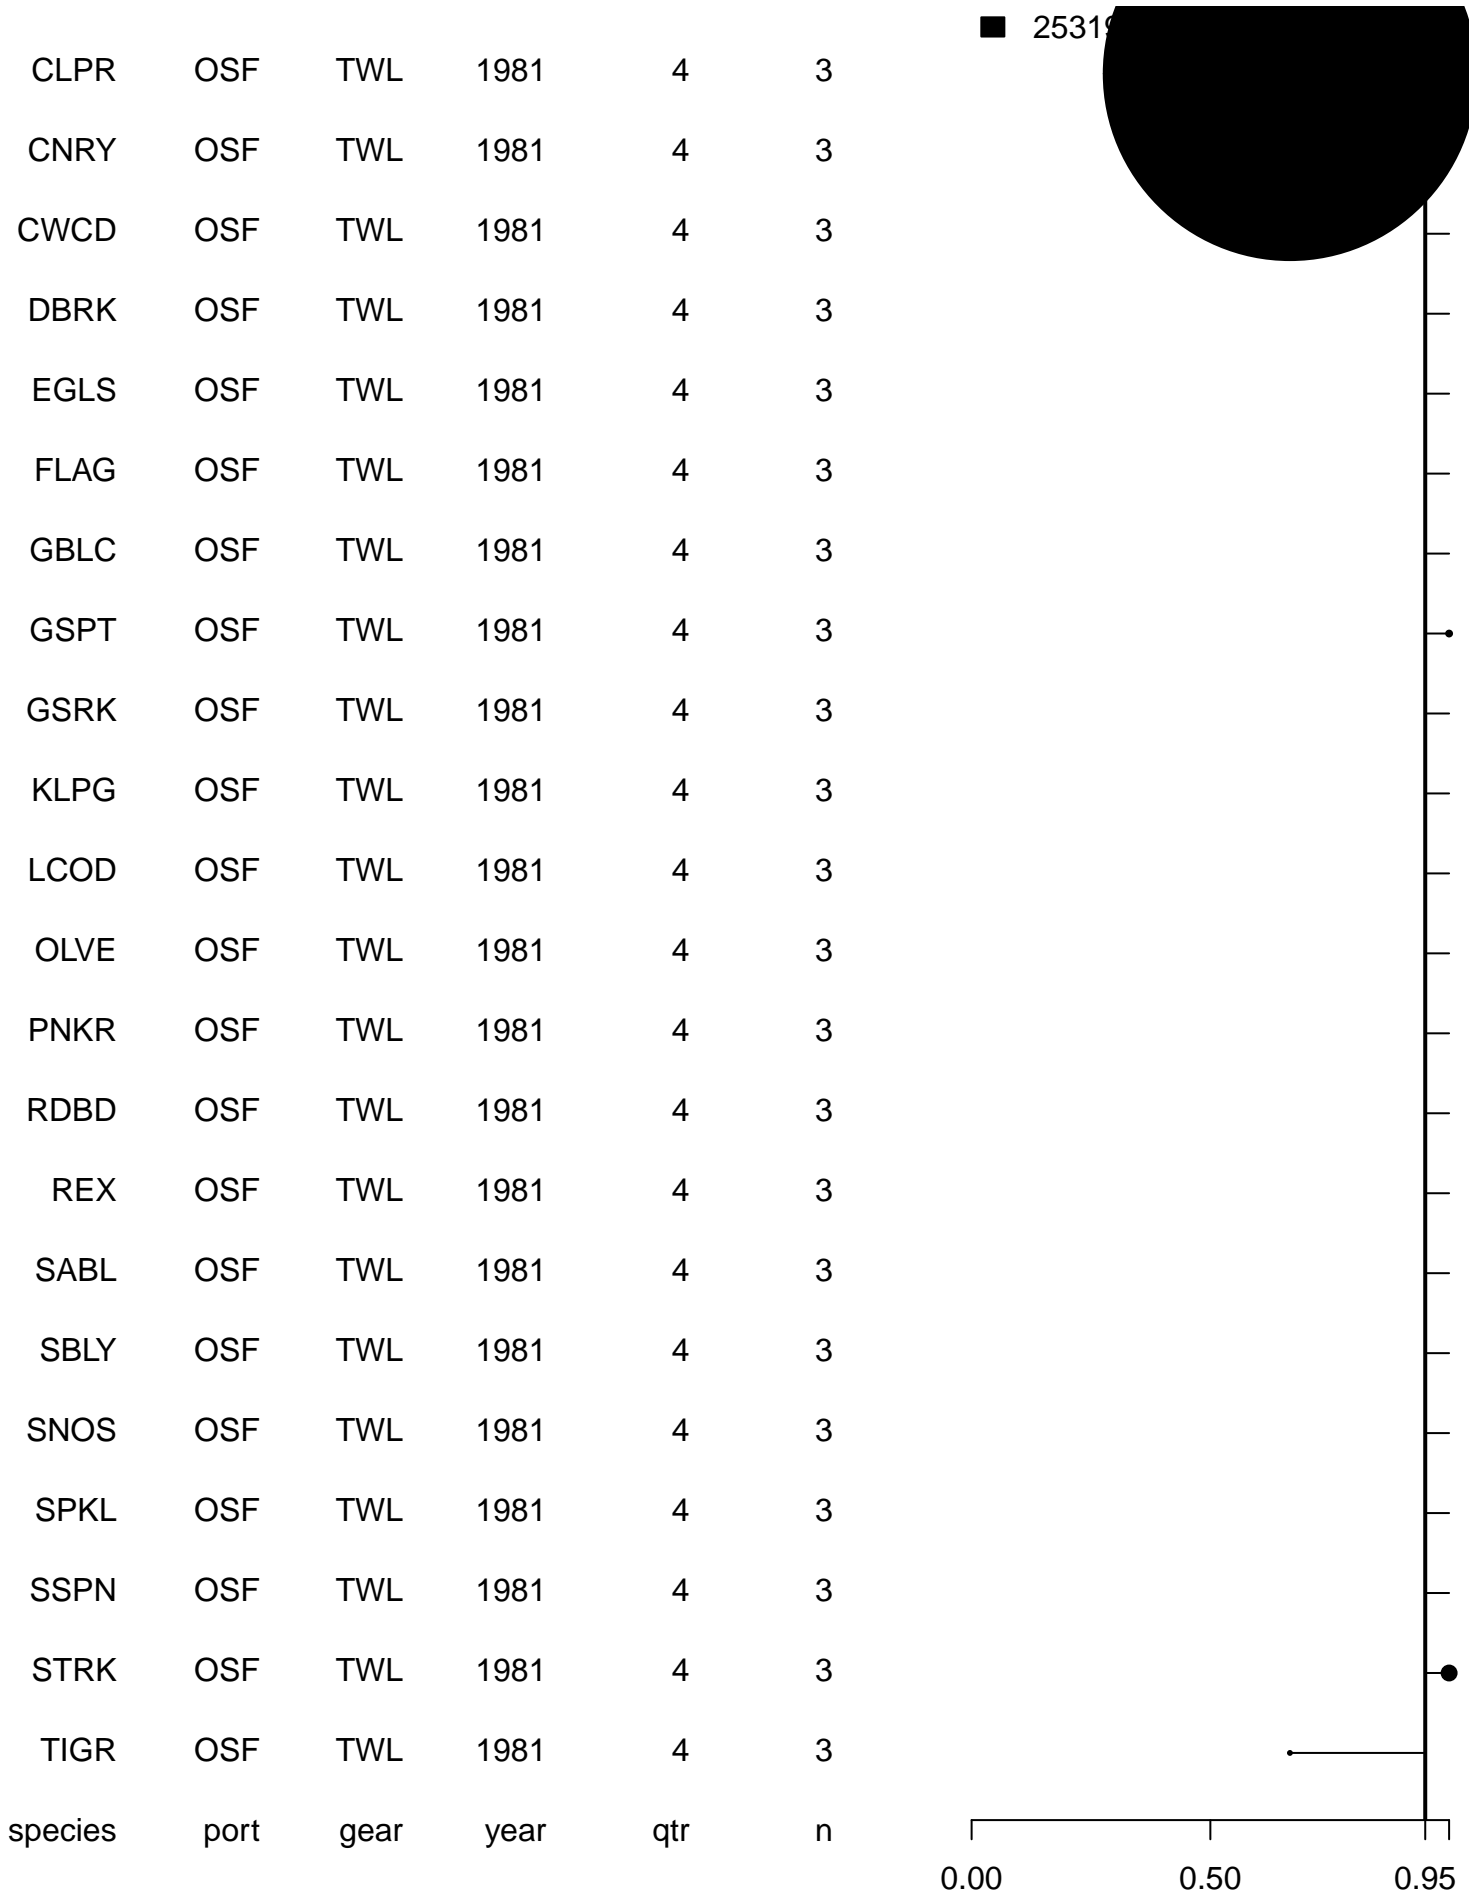 25319
CLPR OSF TWL 1981 4 3
CNRY OSF TWL 1981 4 3
CWCD OSF TWL 1981 4 3
DBRK OSF TWL 1981 4 3
EGLS OSF TWL 1981 4 3
FLAG OSF TWL 1981 4 3
GBLC OSF TWL 1981 4 3
GSPT OSF TWL 1981 4 3
GSRK OSF TWL 1981 4 3
KLPG OSF TWL 1981 4 3
LCOD OSF TWL 1981 4 3
OLVE OSF TWL 1981 4 3
PNKR OSF TWL 1981 4 3
RDBD OSF TWL 1981 4 3
REX OSF TWL 1981 4 3
SABL OSF TWL 1981 4 3
SBLY OSF TWL 1981 4 3
SNOS OSF TWL 1981 4 3
SPKL OSF TWL 1981 4 3
SSPN OSF TWL 1981 4 3
STRK OSF TWL 1981 4 3
TIGR OSF TWL 1981 4 3
species port gear year qtr n
0.00 0.50 0.95